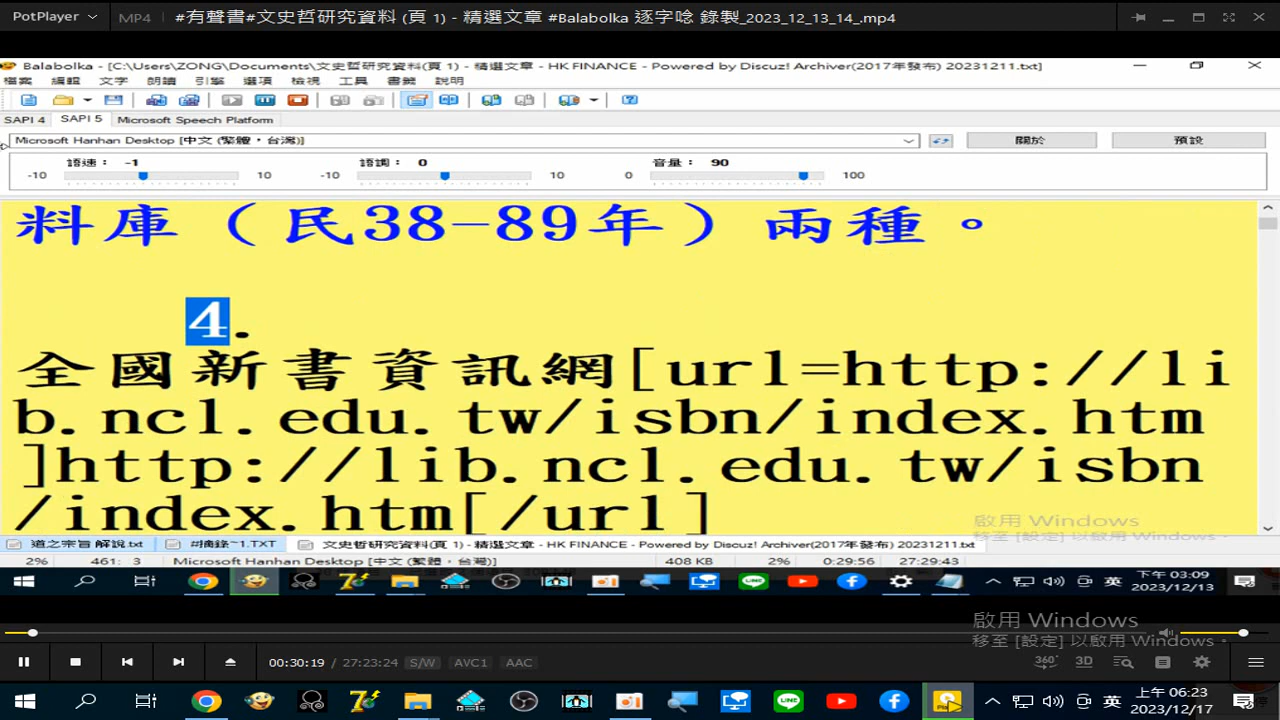 PotPlayer MP4 #有聲書#文史哲研究資料 (頁 1) - 精選文章 #Balabolka 逐字唸 錄製_2023_12_13_14_.mp4
Balabolka - [C:\Users\ZONG\Documents\文史哲研究資料(頁 1) - 精選文章 - HK FINANCE - Powered by Discuz! Archiver(2017年發布) 20231211.txt]
檔案 編輯 文字 朗讀 引擎 選項 檢視 工具 書籤 說明
SAPI 4 SAPI 5 Microsoft Speech Platform
Microsoft Hanhan Desktop [中文 (繁體，台灣)] 關於 預設
語速： -1 語調： 0 音量： 90
-10 10 -10 10 0 100
料庫（民38-89年）兩種。
4.
全國新書資訊網[url=http://li
b.ncl.edu.tw/isbn/index.htm
]http://lib.ncl.edu.tw/isbn
/index.htm[/url]
啟用 Windows
移至 [設定] 以啟用 Windows。
道之宗旨 解說.txt #摘錄~1.TXT 文史哲研究資料(頁 1) - 精選文章 - HK FINANCE - Powered by Discuz! Archiver(2017年發布) 20231211.txt
2% 461: 3 Microsoft Hanhan Desktop [中文 (繁體，台灣)] 408 KB 2% 0:29:56 27:29:43
英 下午 03:09
2023/12/13
啟用 Windows
移至 [設定] 以啟用 Windows。
00:30:19 / 27:23:24 S/W AVC1 AAC 360° 3D
英 上午 06:23
2023/12/17